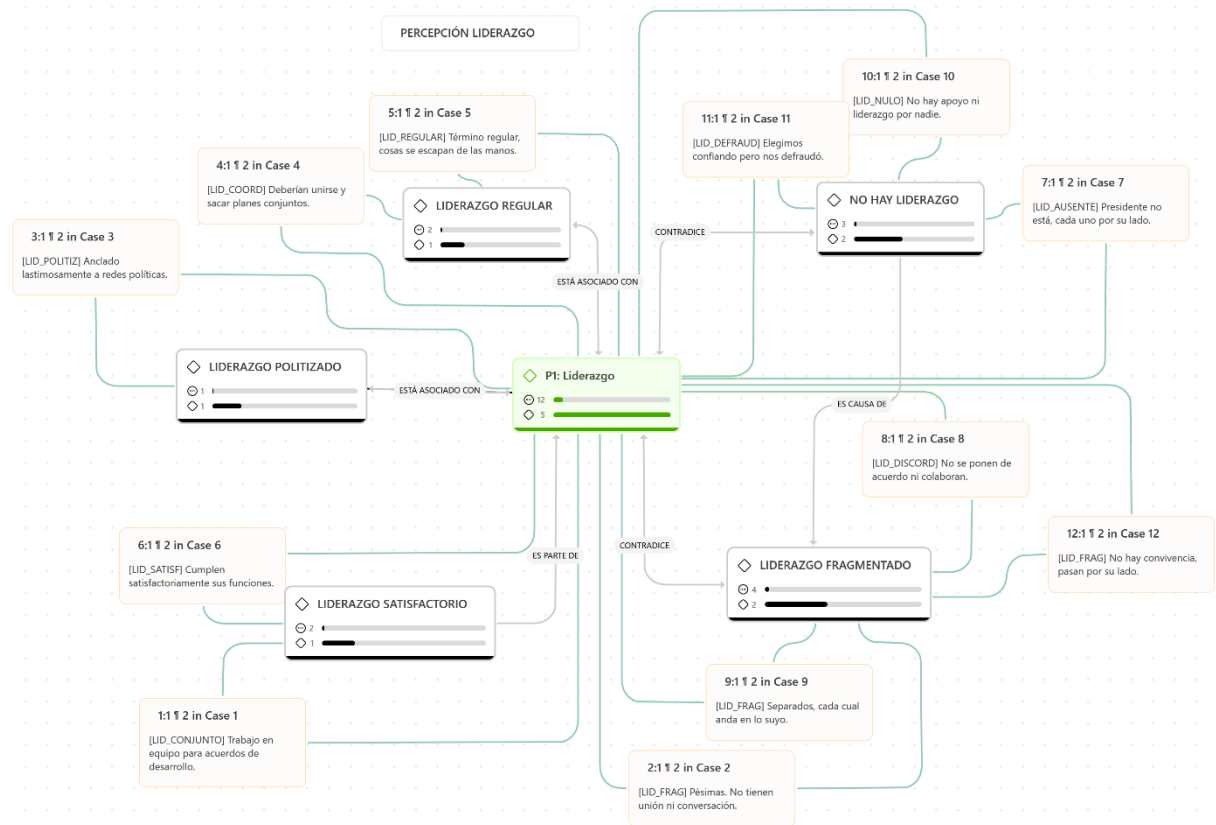 PERCEPCIÓN LIDERAZGO
10:1 ¶ 2 in Case 10
[LID_NULO] No hay apoyo ni
liderazgo por nadie.
5:1 ¶ 2 in Case 5
[LID_REGULAR] Término regular,
cosas se escapan de las manos.
11:1 ¶ 2 in Case 11
[LID_DEFRAUD] Elegimos
confiando pero nos defraudó.
4:1 ¶ 2 in Case 4
[LID_COORD] Deberían unirse y
sacar planes conjuntos.
7:1 ¶ 2 in Case 7
[LID_AUSENTE] Presidente no
está, cada uno por su lado.
LIDERAZGO REGULAR
2
1
NO HAY LIDERAZGO
3
2
3:1 ¶ 2 in Case 3
[LID_POLITIZ] Anclado
lastimosamente a redes políticas.
CONTRADICE
ESTÁ ASOCIADO CON
LIDERAZGO POLITIZADO
1
1
ESTÁ ASOCIADO CON
P1: Liderazgo
12
5
ES CAUSA DE
8:1 ¶ 2 in Case 8
[LID_DISCORD] No se ponen de
acuerdo ni colaboran.
12:1 ¶ 2 in Case 12
[LID_FRAG] No hay convivencia,
pasan por su lado.
6:1 ¶ 2 in Case 6
[LID_SATISF] Cumplen
satisfactoriamente sus funciones.
ES PARTE DE
CONTRADICE
LIDERAZGO FRAGMENTADO
4
2
LIDERAZGO SATISFACTORIO
2
1
9:1 ¶ 2 in Case 9
[LID_FRAG] Separados, cada cual
anda en lo suyo.
1:1 ¶ 2 in Case 1
[LID_CONJUNTO] Trabajo en
equipo para acuerdos de
desarrollo.
2:1 ¶ 2 in Case 2
[LID_FRAG] Pésimas. No tienen
unión ni conversación.